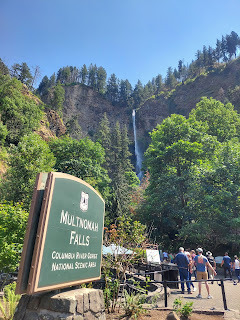 MULTNOMAH
FALLS
COLUMBIA RIVER GORGE
NATIONAL SCENIC AREA